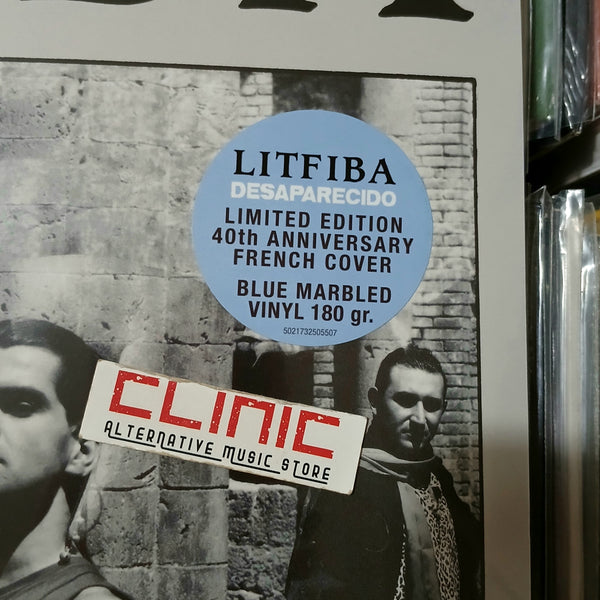 LITFIBA
DESAPARECIDO
LIMITED EDITION
40th ANNIVERSARY
FRENCH COVER
BLUE MARBLED
VINYL 180 gr.
5021732505507
CLINIC
ALTERNATIVE MUSIC STORE